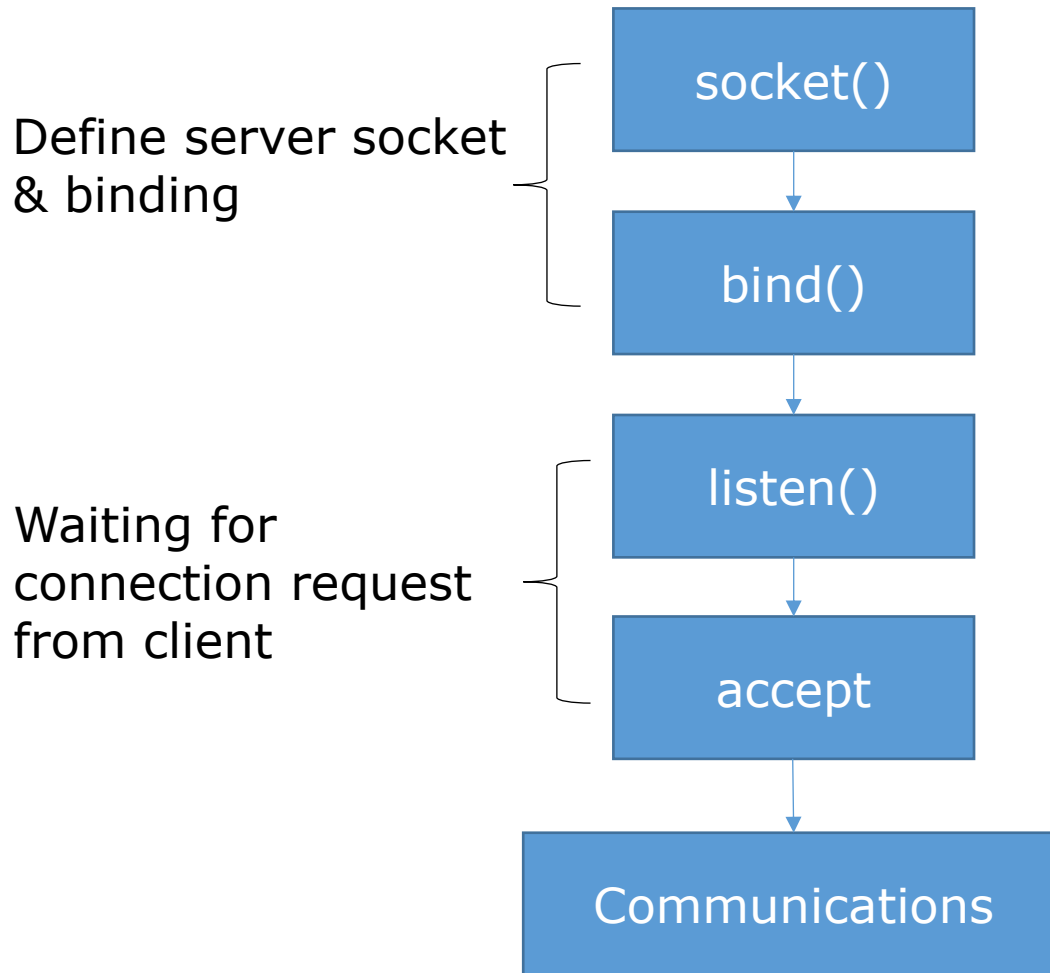 socket()
Define server socket
& binding
bind()
listen()
Waiting for
connection request
from client
accept
Communications